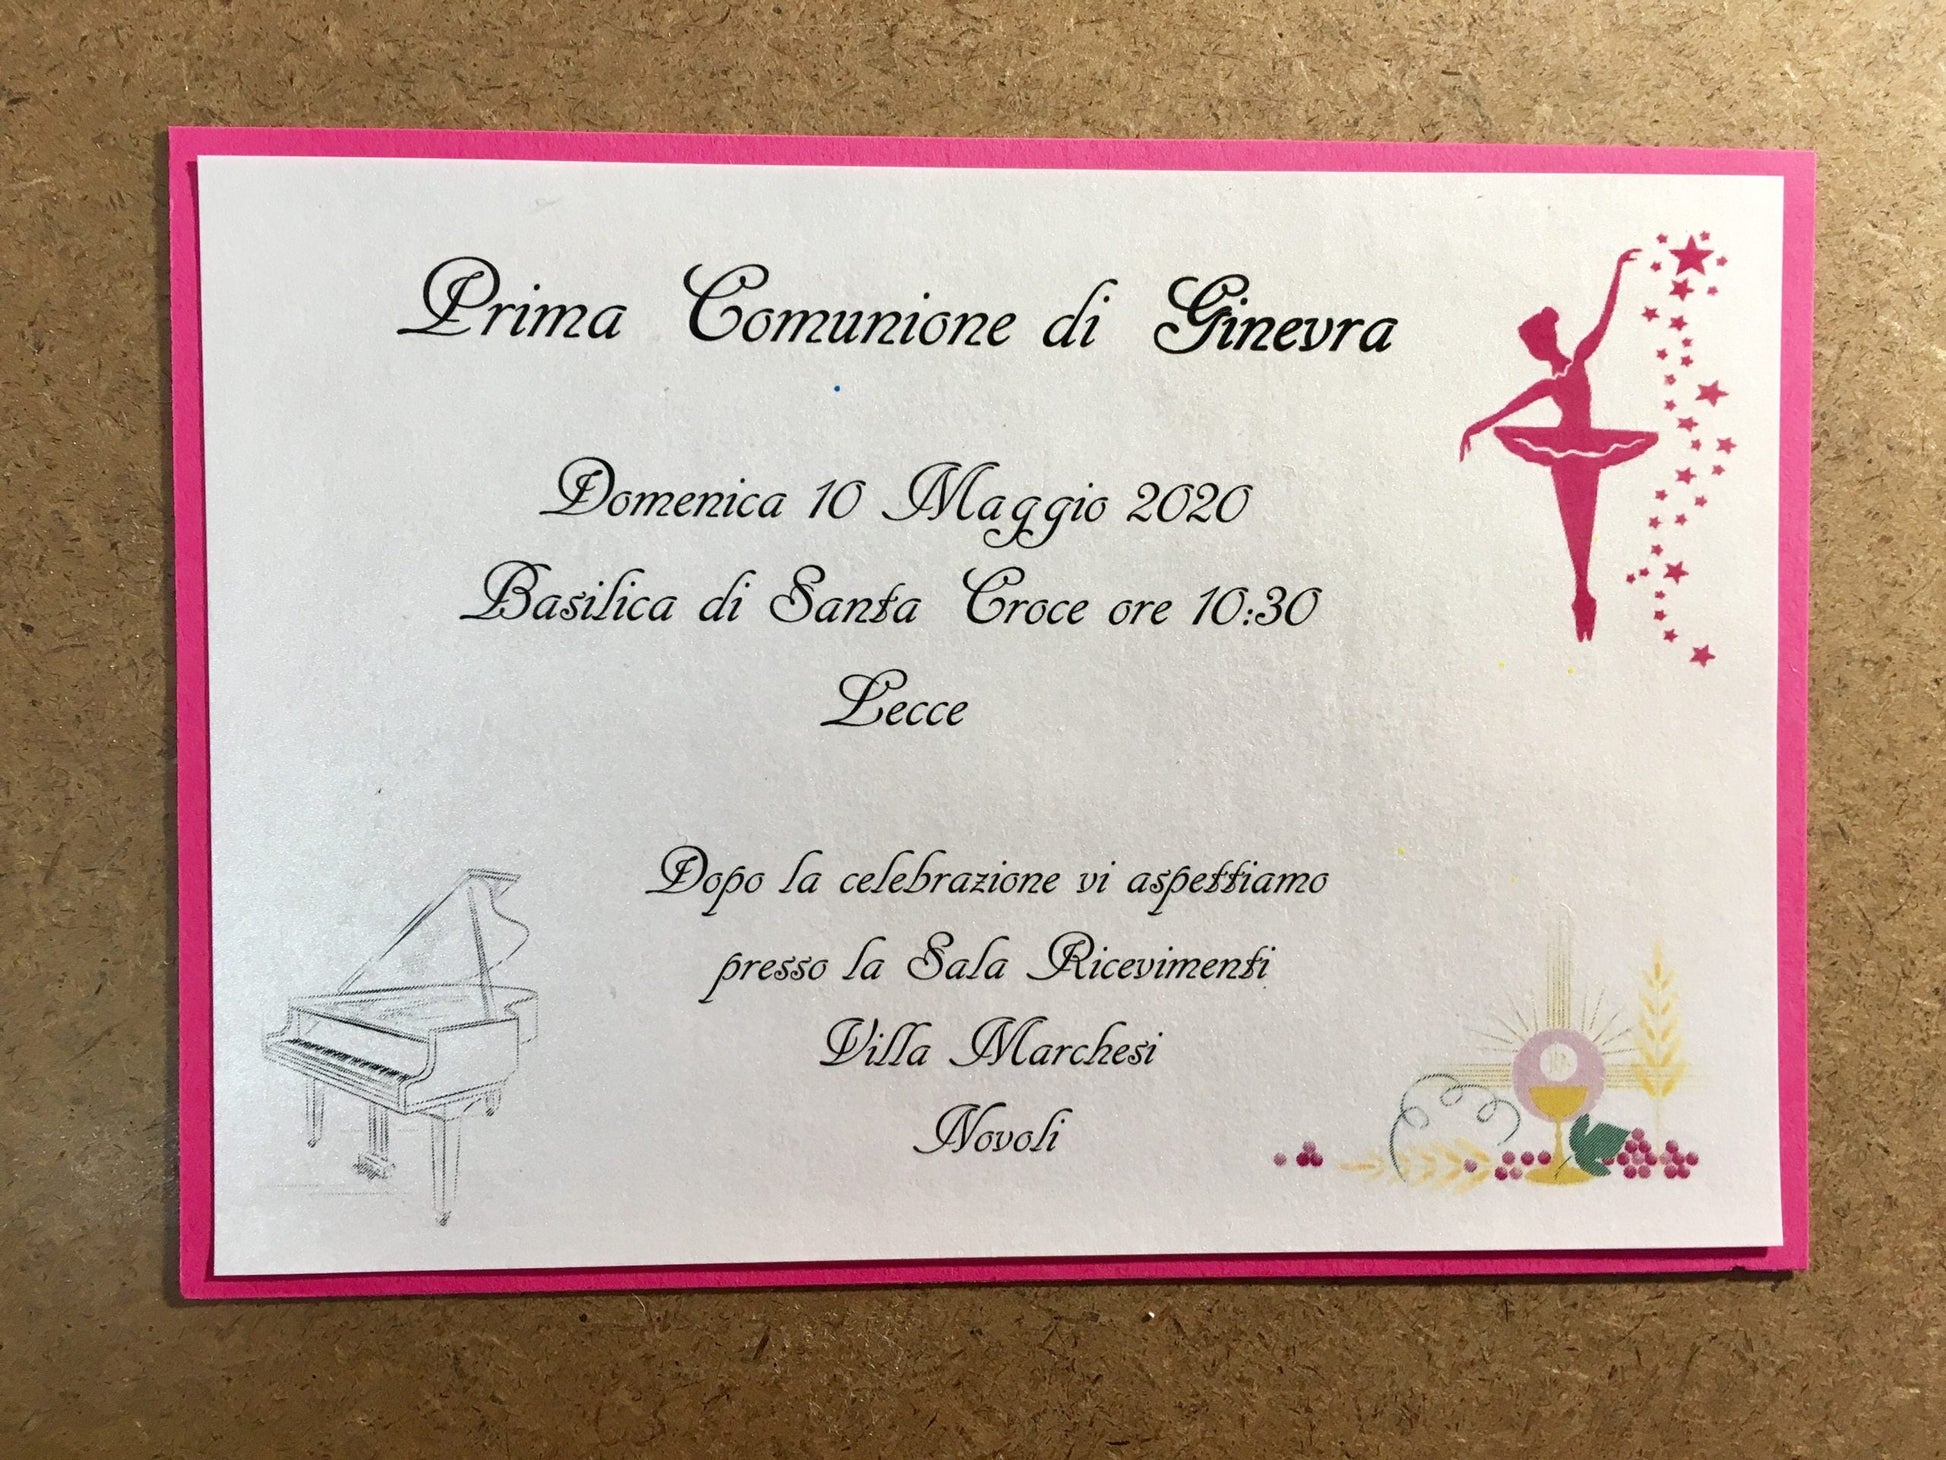 Prima Comunione di Ginevra
Domenica 10 Maggio 2020
Basilica di Santa Croce ore 10:30
Lecce
Dopo la celebrazione vi aspettiamo
presso la Sala Ricevimenti
Villa Marchesi
Novoli